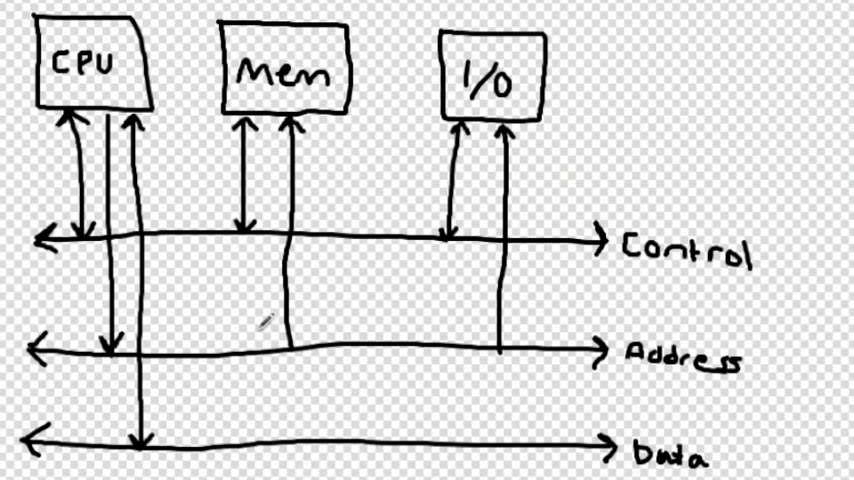 CPU
Mem
I/O
Control
Address
Data